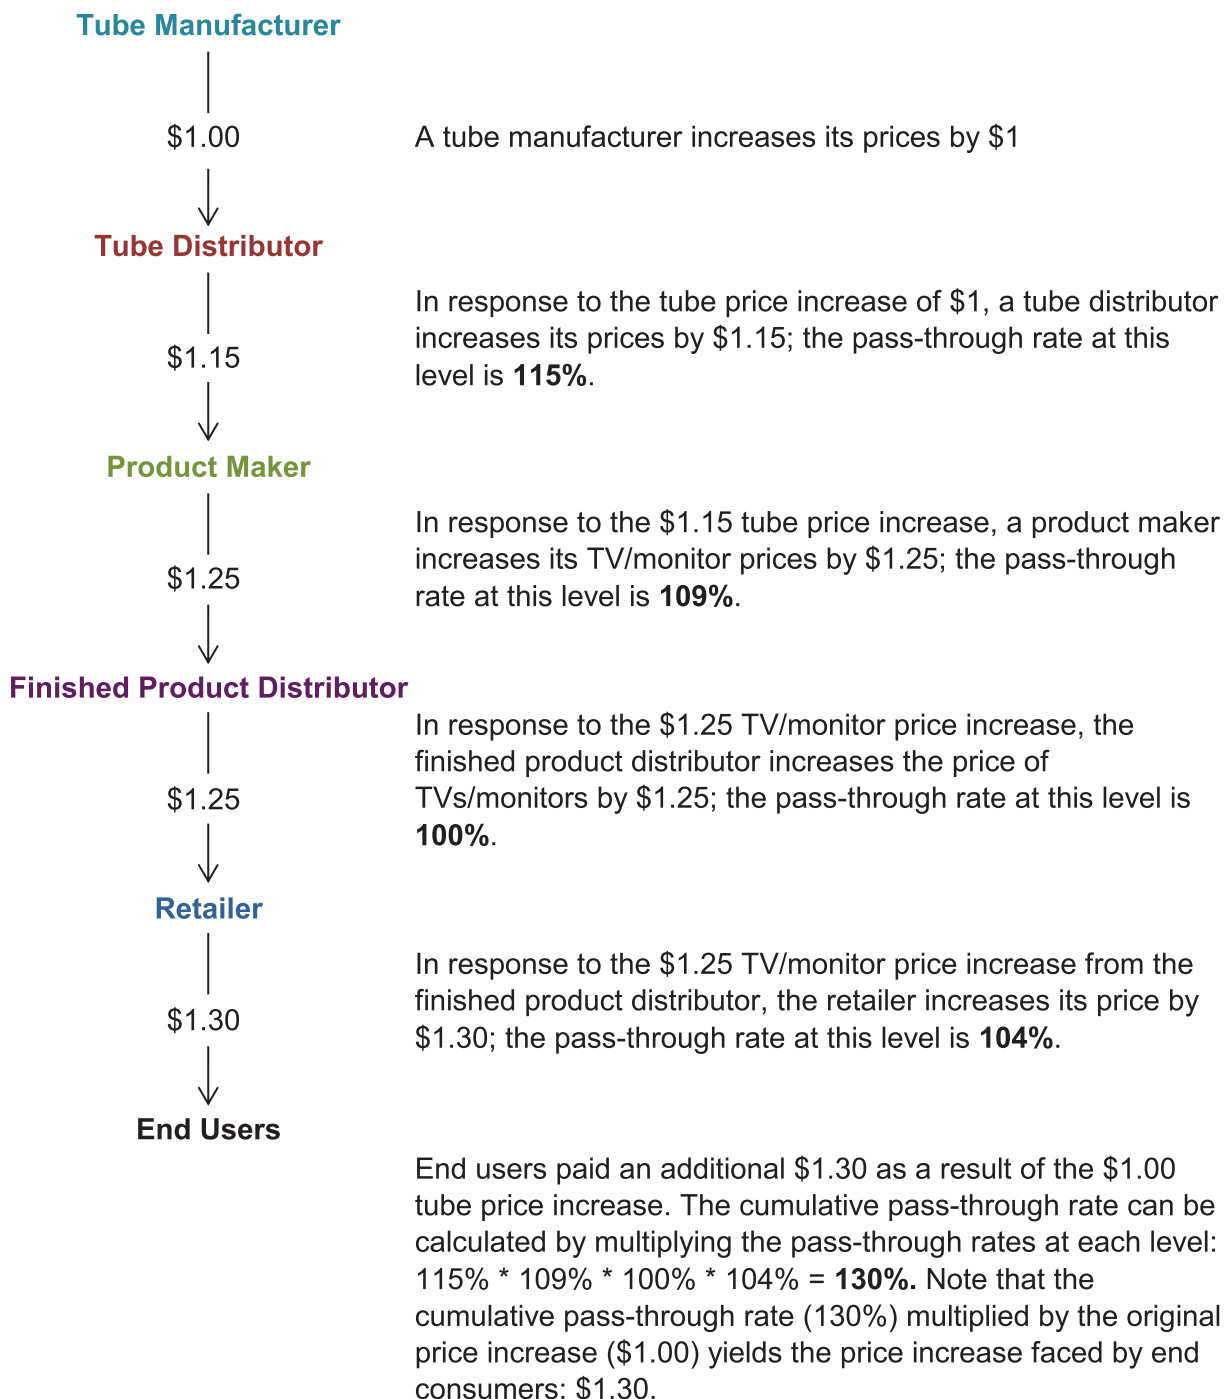 Tube Manufacturer
$1.00
A tube manufacturer increases its prices by $1
Tube Distributor
$1.15
In response to the tube price increase of $1, a tube distributor
increases its prices by $1.15; the pass-through rate at this
level is 115%.
Product Maker
$1.25
In response to the $1.15 tube price increase, a product maker
increases its TV/monitor prices by $1.25; the pass-through
rate at this level is 109%.
Finished Product Distributor
$1.25
In response to the $1.25 TV/monitor price increase, the
finished product distributor increases the price of
TVs/monitors by $1.25; the pass-through rate at this level is
100%.
Retailer
$1.30
In response to the $1.25 TV/monitor price increase from the
finished product distributor, the retailer increases its price by
$1.30; the pass-through rate at this level is 104%.
End Users
End users paid an additional $1.30 as a result of the $1.00
tube price increase. The cumulative pass-through rate can be
calculated by multiplying the pass-through rates at each level:
115% * 109% * 100% * 104% = 130%. Note that the
cumulative pass-through rate (130%) multiplied by the original
price increase ($1.00) yields the price increase faced by end
consumers: $1.30.